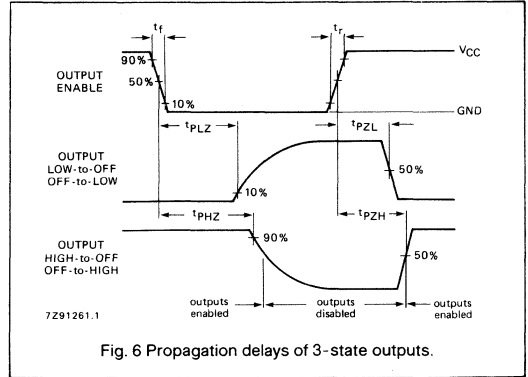 tf
tr
VCC
90%
OUTPUT
ENABLE
50%
10%
GND
tPLZ
tPZL
OUTPUT
LOW-to-OFF
OFF-to-LOW
50%
10%
tPHZ
tPZH
90%
OUTPUT
HIGH-to-OFF
OFF-to-HIGH
50%
outputs
enabled
outputs
disabled
outputs
enabled
7Z91261.1
Fig. 6 Propagation delays of 3-state outputs.